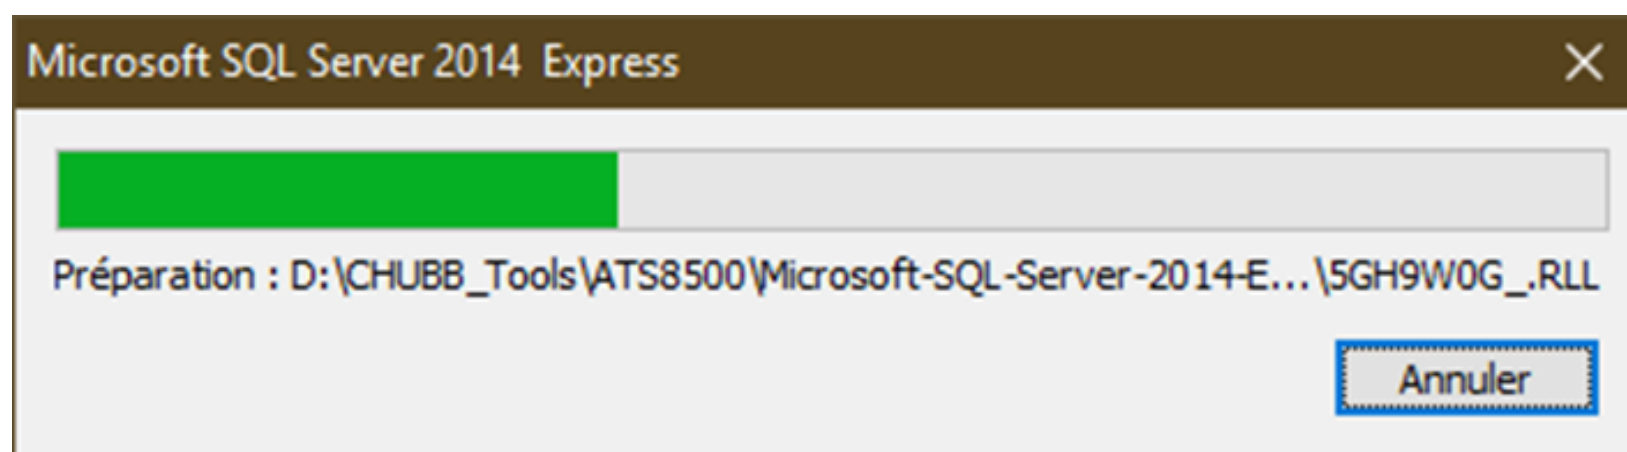 Microsoft SQL Server 2014 Express
Préparation : D:\CHUBB_Tools\ATS8500\Microsoft-SQL-Server-2014-E...\5GH9W0G_.RLL
Annuler